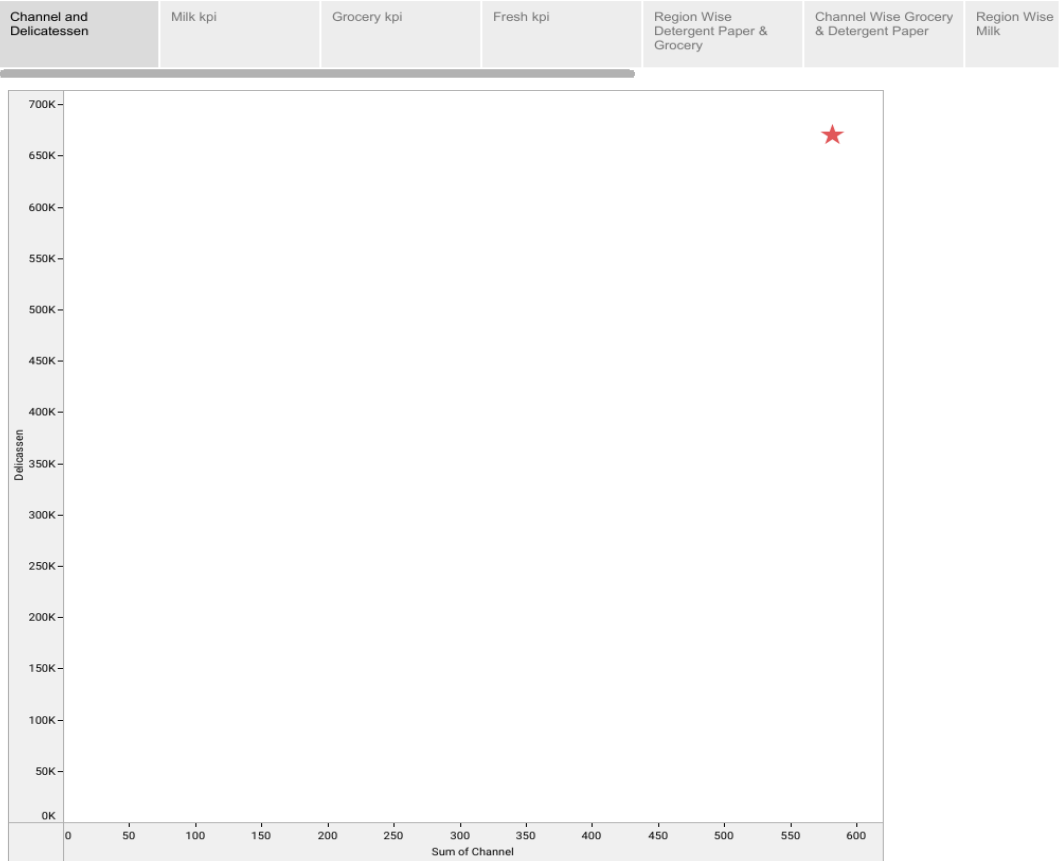 Channel and
Delicatessen
Milk kpi
Grocery kpi
Fresh kpi
Region Wise
Detergent Paper &
Grocery
Channel Wise Grocery
& Detergent Paper
Region Wise
Milk
700K
650K
600K
550K
500K
450K
400K
350K
300K
250K
200K
150K
100K
50K
0K
Delicassen
0 50 100 150 200 250 300 350 400 450 500 550 600
Sum of Channel